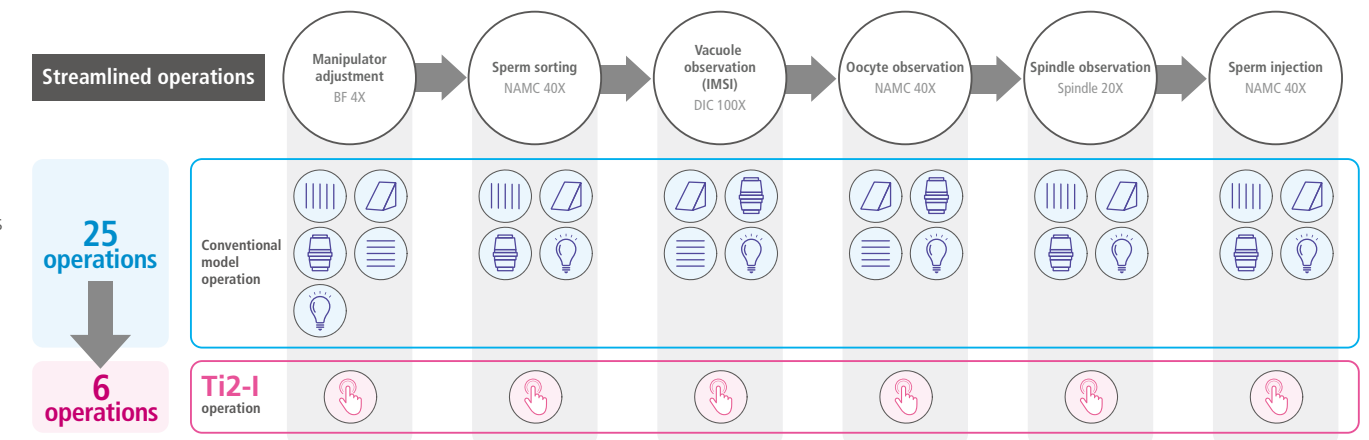 Streamlined operations
Manipulator
adjustment
BF 4X
Sperm sorting
NAMC 40X
Vacuole
observation
(IMSI)
DIC 100X
Oocyte observation
NAMC 40X
Spindle observation
Spindle 20X
Sperm injection
NAMC 40X
s
25
operations
Conventional
model
operation
6
operations
Ti2-I
operation